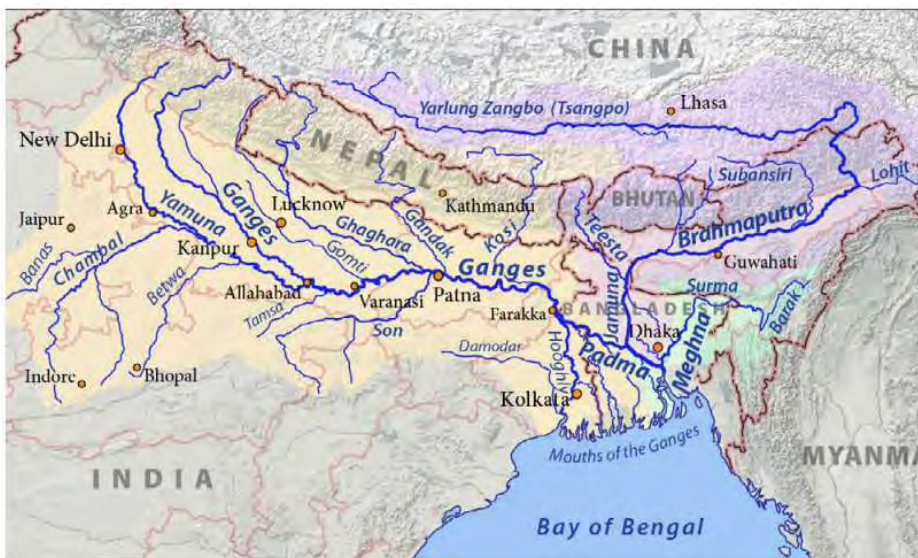 CHINA
Yarlung Zangbo (Tsangpo)
Lhasa
New Delhi
NEPAL
Subansiri
Lohit
BHUTAN
Kathmandu
Jaipur
Agra
Yamuna
Ganges
Lucknow
Ghaghara
Gandak
Kosi
Teesta
Brahmaputra
Banas
Chambal
Kanpur
Gomti
Ganges
Guwahati
Betwa
Allahabad
Varanasi
Patna
Tamsa
Son
Farakka
BANGLADESH
Jamuna
Surma
Barak
Dhaka
Meghna
Padma
Hooghly
Damodar
Indore
Bhopal
Kolkata
Mouths of the Ganges
INDIA
MYANMA
Bay of Bengal